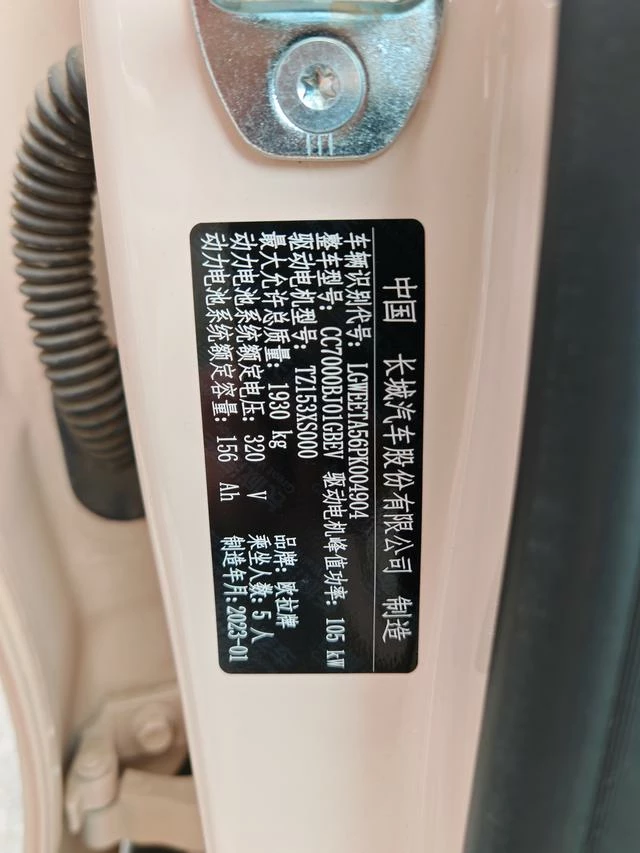 中国 长城汽车股份有限公司 制造
车辆识别代号: LGWEETA56PK004904
整车型号: CC7000BJ01GBEV 驱动电机峰值功率: 105 kW
驱动电机型号: TZ153XS000
最大允许总质量: 1930 kg 品牌: 欧拉牌
动力电池系统额定电压: 320 V 乘坐人数: 5 人
动力电池系统额定容量: 156 Ah 制造年月: 2023-01